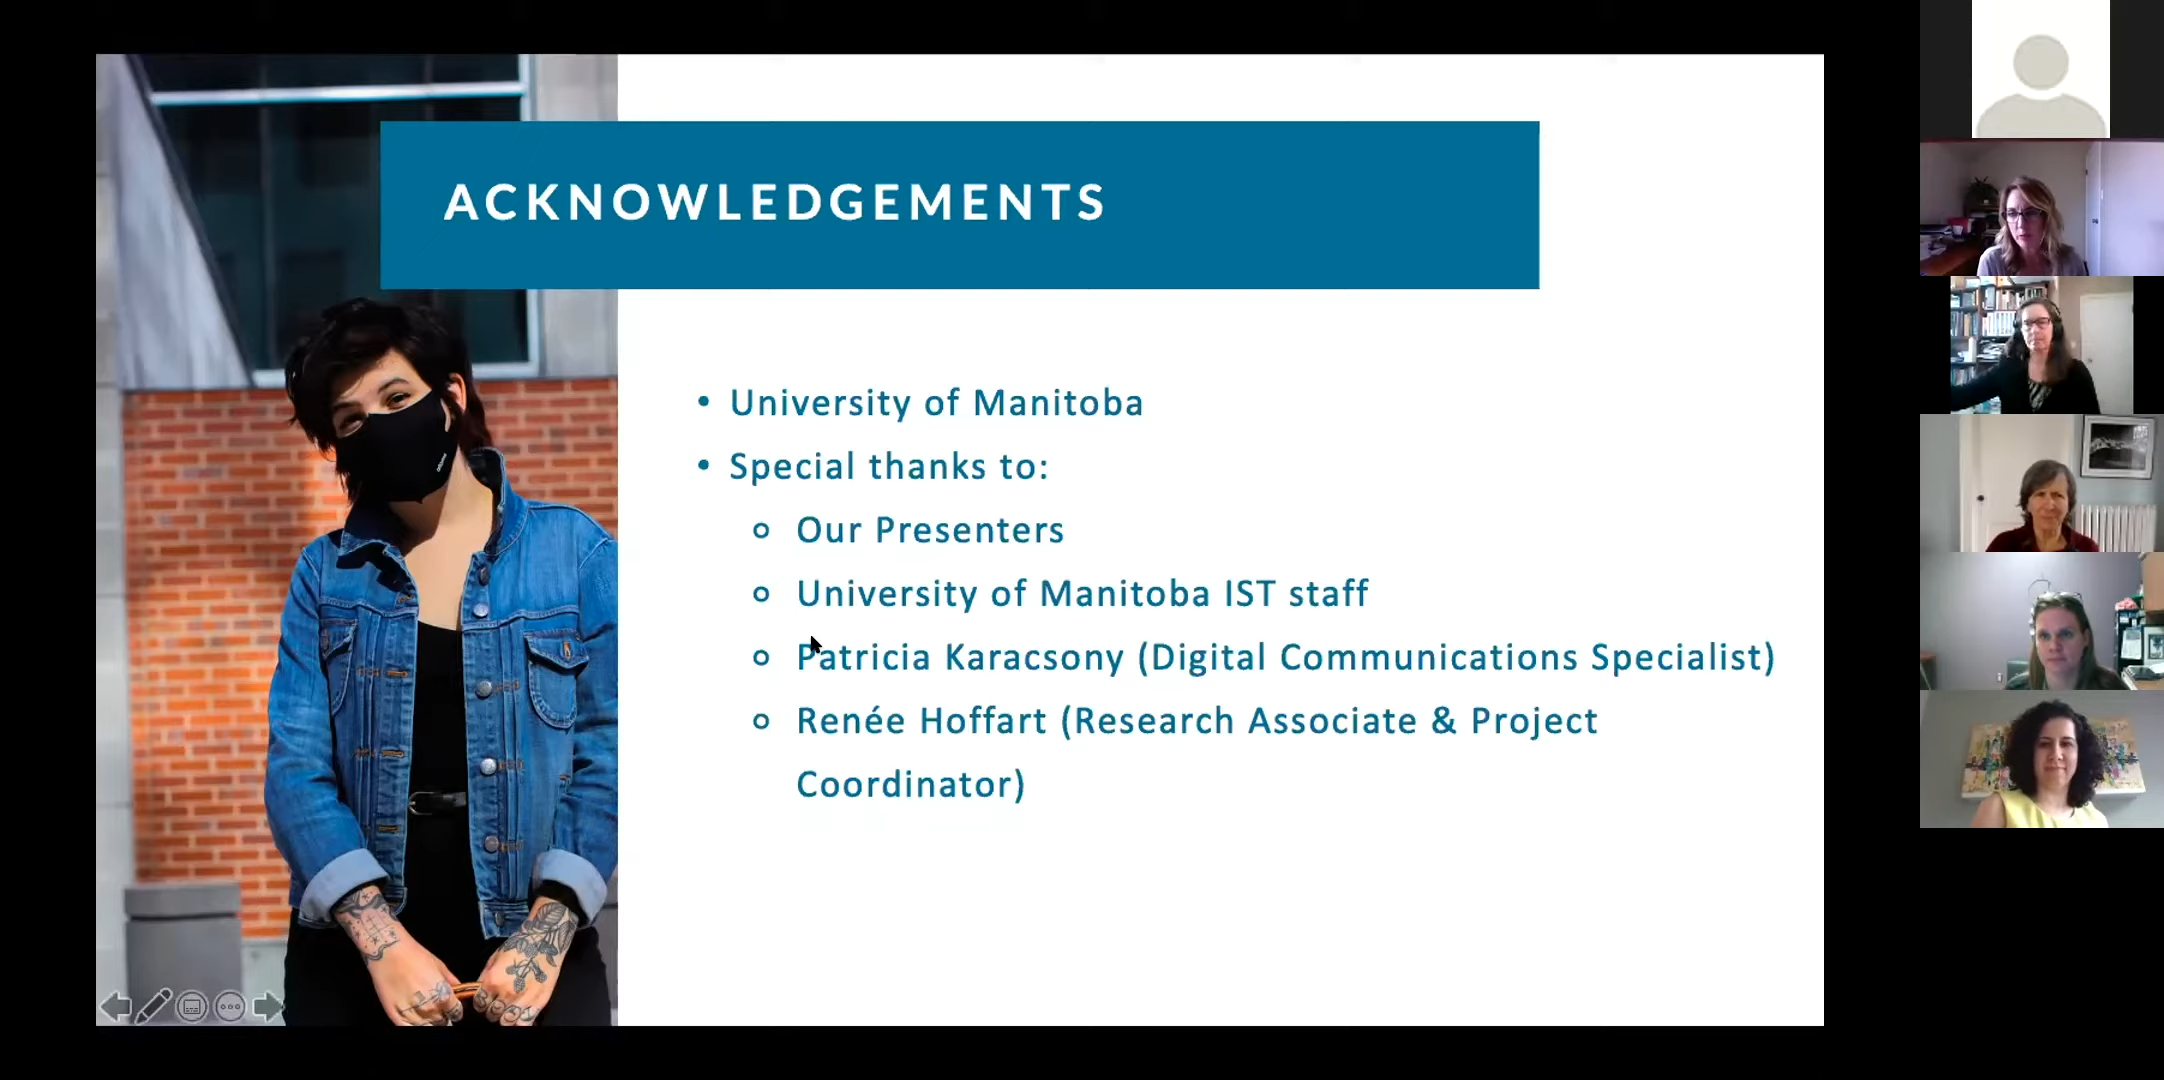 ACKNOWLEDGEMENTS
• University of Manitoba
• Special thanks to:
o Our Presenters
o University of Manitoba IST staff
o Patricia Karacsony (Digital Communications Specialist)
o Renée Hoffart (Research Associate & Project
Coordinator)